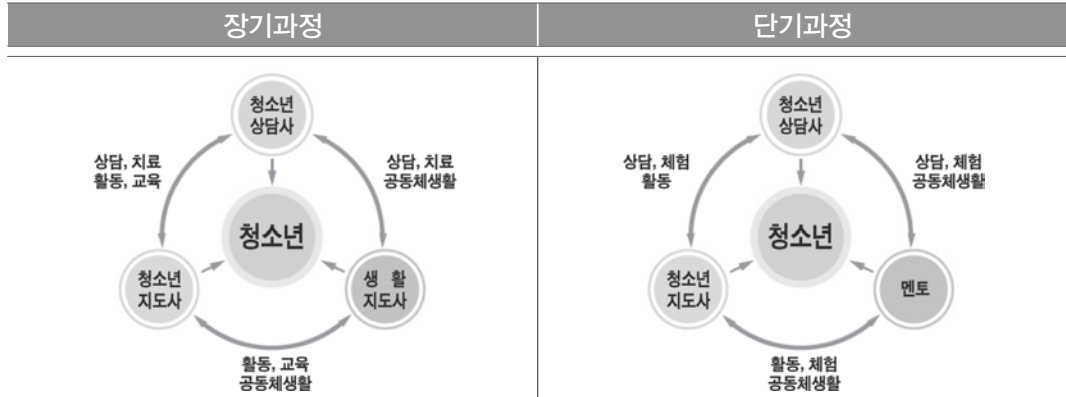 장기과정
단기과정
청소년
상담사
상담, 치료
활동, 교육
상담, 치료
공동체생활
청소년
청소년
지도사
생 활
지도사
활동, 교육
공동체생활
청소년
상담사
상담, 체험
활동
상담, 체험
공동체생활
청소년
청소년
지도사
멘토
활동, 체험
공동체생활